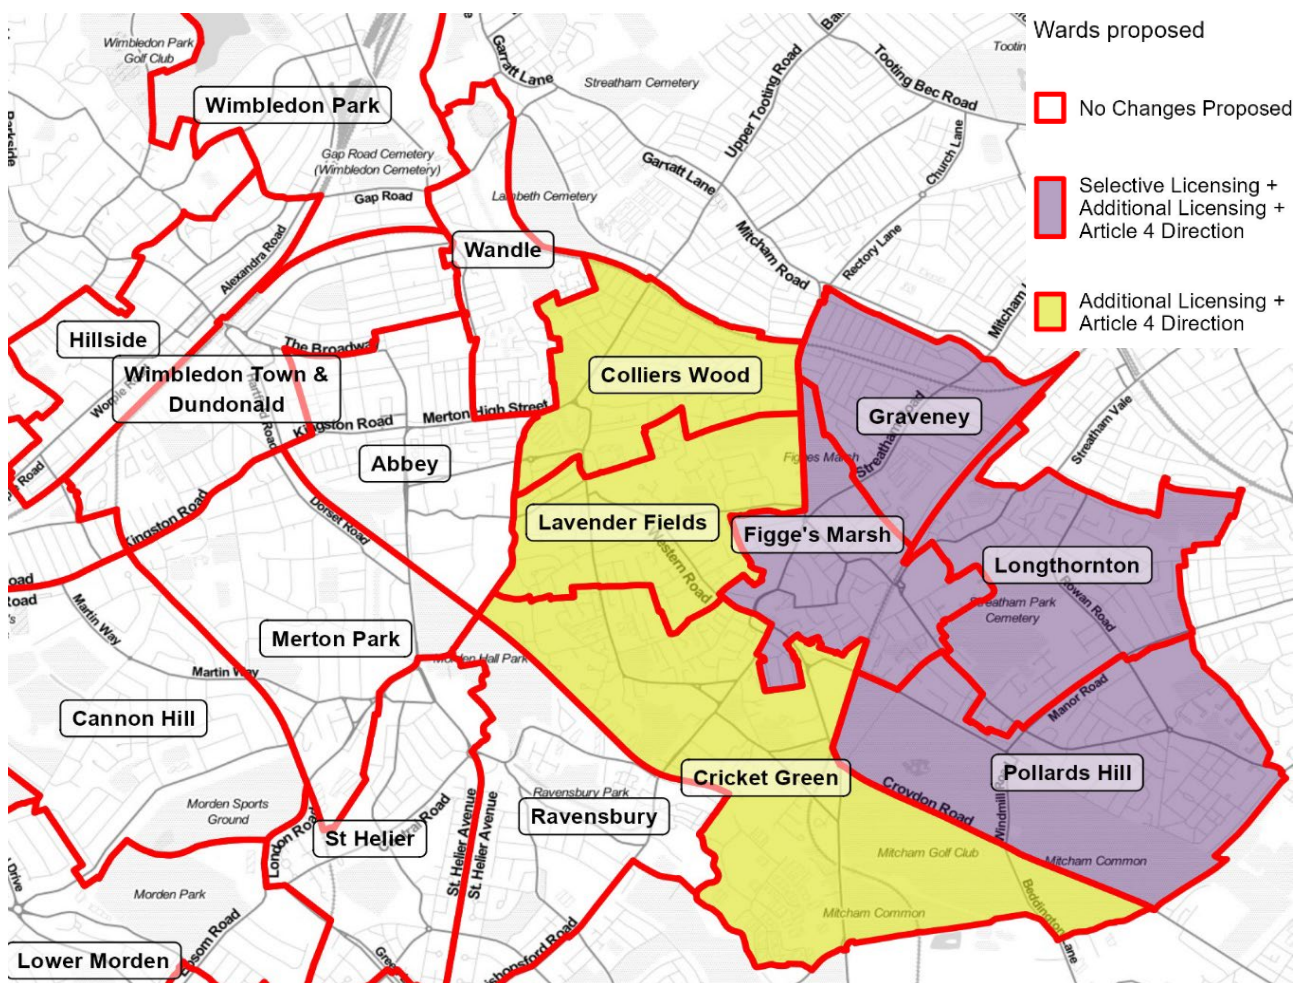 Wards proposed
No Changes Proposed
Selective Licensing +
Additional Licensing +
Article 4 Direction
Additional Licensing +
Article 4 Direction
Wimbledon Park
Golf Club
Garratt Lane
Streatham Cemetery
Upper Tooting Road
Tooting Bec Road
Church Lane
Parkside
Wimbledon Park
Gap Road Cemetery
(Wimbledon Cemetery)
Gap Road
Lambeth Cemetery
Garratt Lane
Mitcham Road
Rectory Lane
Alexandra Road
Wandle
Hillside
The Broadway
Wimbledon Town &
Dundonald
Hartfield Road
Colliers Wood
Merton High Street
Kingston Road
Graveney
Streatham Road
Streatham Vale
Figges Marsh
Abbey
Kingston Road
Dorset Road
Lavender Fields
Western Road
Figge's Marsh
Longthornton
Rowan Road
Streatham Park
Cemetery
Martin Way
Merton Park
Morden Hall Park
Martin Way
Cannon Hill
Manor Road
Cricket Green
Pollards Hill
Croydon Road
Windmill Road
Ravensbury Park
Ravensbury
Morden Sports
Ground
London Road
St Helier
St. Helier Avenue
St. Helier Avenue
Mitcham Golf Club
Mitcham Common
Morden Park
Mitcham Common
Beddington Lane
Lower Morden